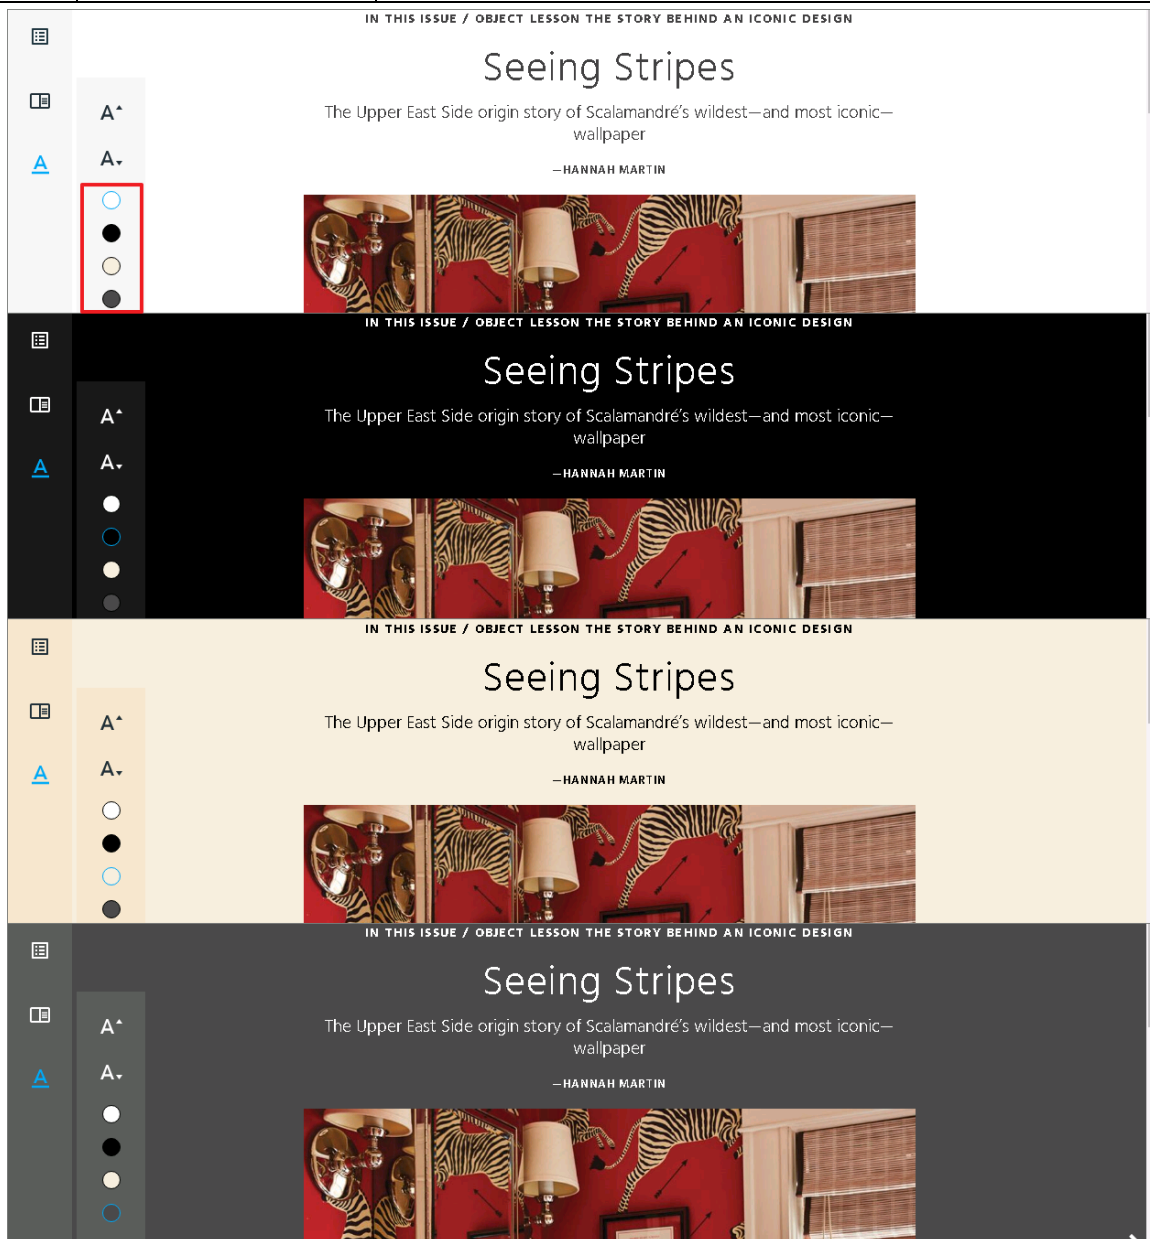 IN THIS ISSUE / OBJECT LESSON THE STORY BEHIND AN ICONIC DESIGN
Seeing Stripes
The Upper East Side origin story of Scalamandré’s wildest—and most iconic—
wallpaper
—HANNAH MARTIN
A
A
A
IN THIS ISSUE / OBJECT LESSON THE STORY BEHIND AN ICONIC DESIGN
Seeing Stripes
The Upper East Side origin story of Scalamandré’s wildest—and most iconic—
wallpaper
—HANNAH MARTIN
A
A
A
IN THIS ISSUE / OBJECT LESSON THE STORY BEHIND AN ICONIC DESIGN
Seeing Stripes
The Upper East Side origin story of Scalamandré’s wildest—and most iconic—
wallpaper
—HANNAH MARTIN
A
A
A
IN THIS ISSUE / OBJECT LESSON THE STORY BEHIND AN ICONIC DESIGN
Seeing Stripes
The Upper East Side origin story of Scalamandré’s wildest—and most iconic—
wallpaper
—HANNAH MARTIN
A
A
A